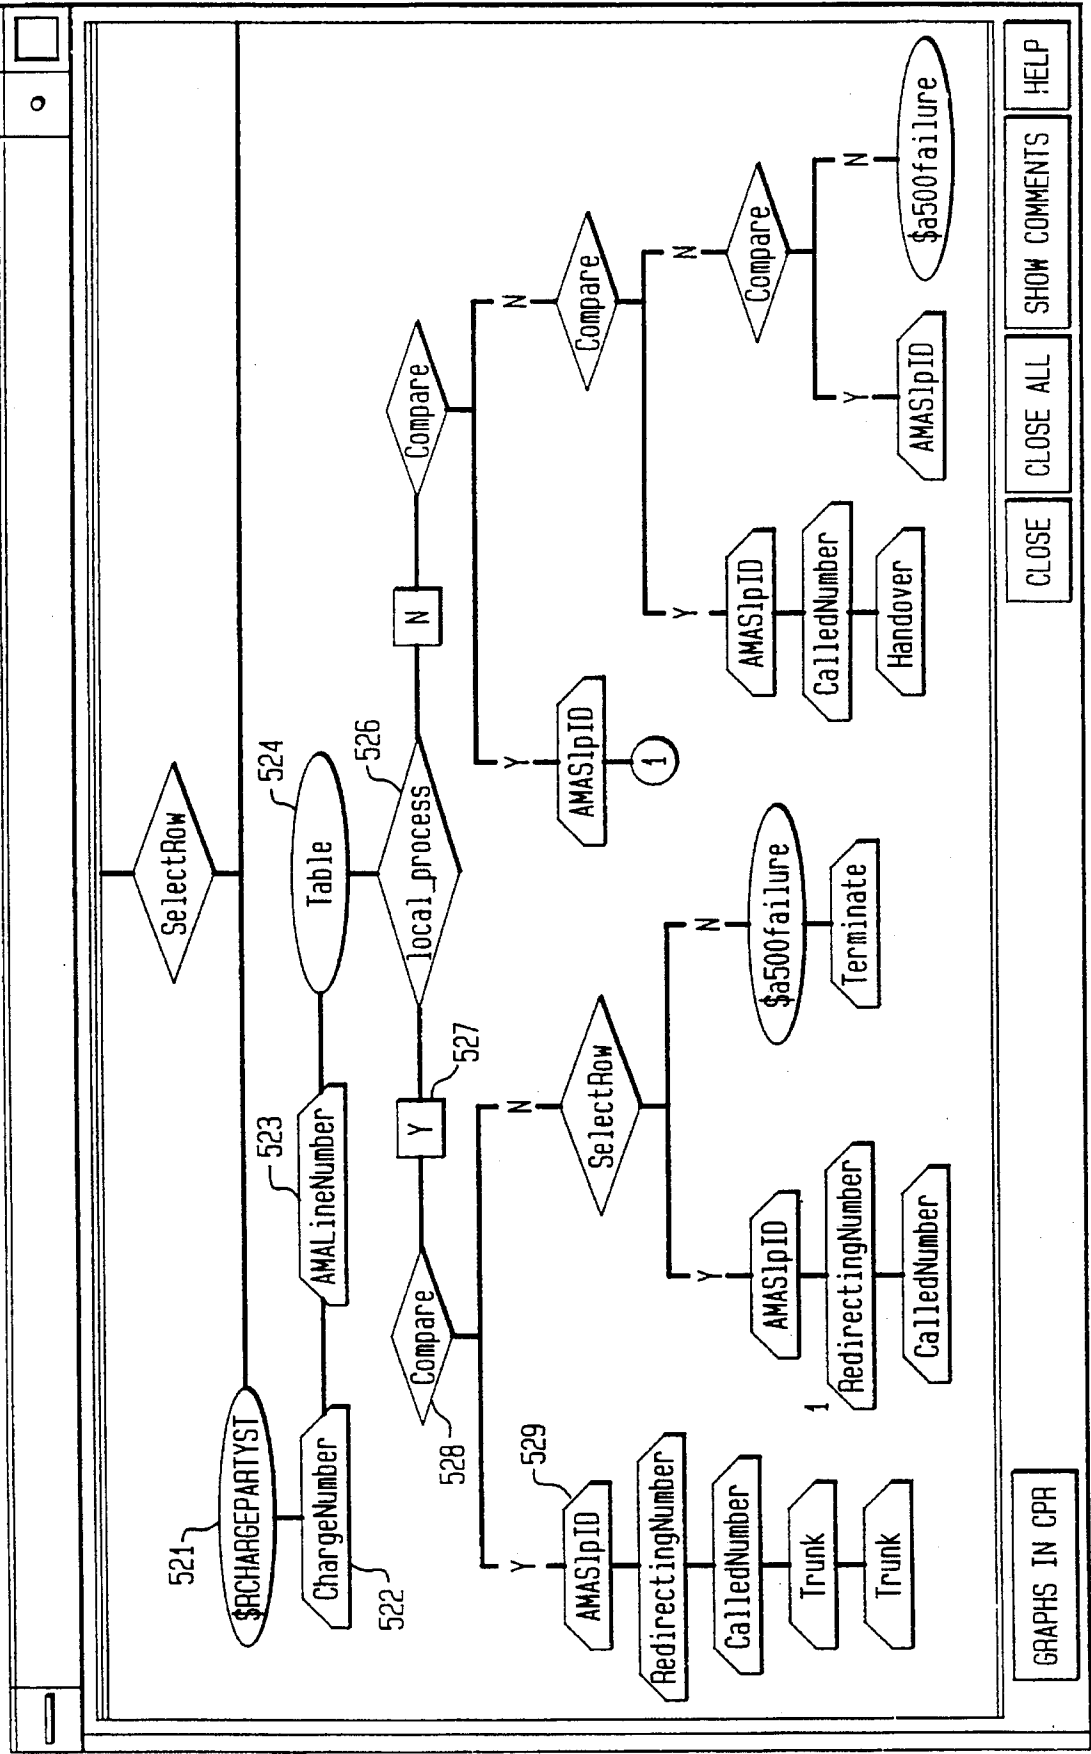 SelectRow
521
$RCHARGEPARTYST
ChargeNumber
522
AMALineNumber
523
Table
524
local_process
526
Y
527
N
Compare
528
Compare
Y
N
Y
N
AMASlpID
529
RedirectingNumber
CalledNumber
Trunk
Trunk
SelectRow
Y
N
AMASlpID
1
RedirectingNumber
CalledNumber
$a500failure
Terminate
AMASlpID
1
Compare
Y
N
AMASlpID
CalledNumber
Handover
Compare
Y
N
AMASlpID
$a500failure
GRAPHS IN CPR
CLOSE
CLOSE ALL
SHOW COMMENTS
HELP